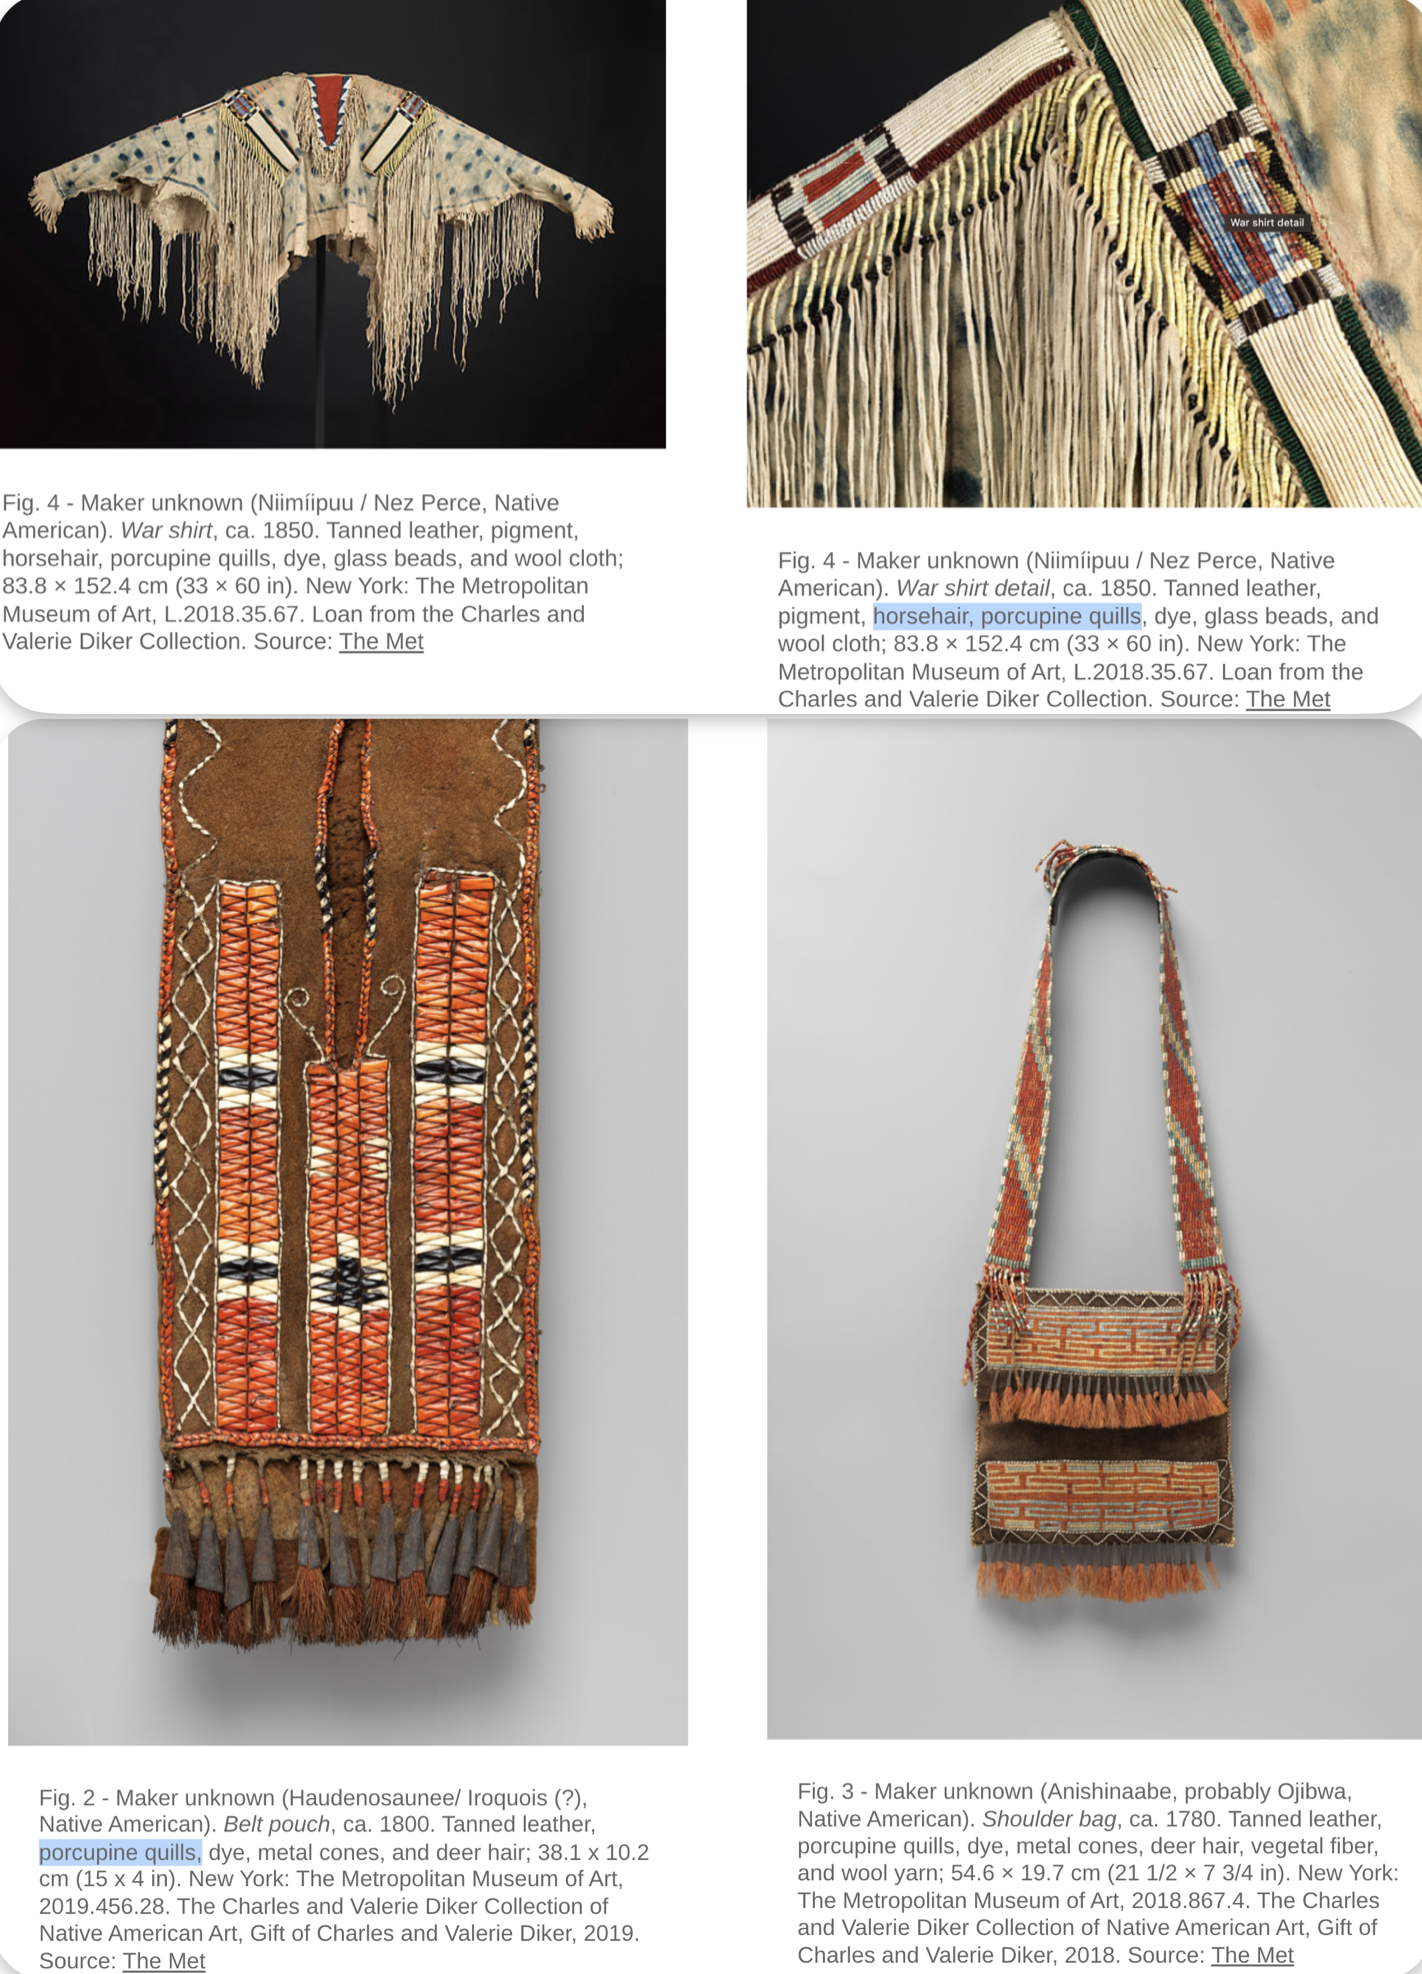 War shirt detail
Fig. 4 - Maker unknown (Niimíipuu / Nez Perce, Native
American). War shirt, ca. 1850. Tanned leather, pigment,
horsehair, porcupine quills, dye, glass beads, and wool cloth;
83.8 × 152.4 cm (33 × 60 in). New York: The Metropolitan
Museum of Art, L.2018.35.67. Loan from the Charles and
Valerie Diker Collection. Source: The Met
Fig. 4 - Maker unknown (Niimíipuu / Nez Perce, Native
American). War shirt detail, ca. 1850. Tanned leather,
pigment, horsehair, porcupine quills, dye, glass beads, and
wool cloth; 83.8 × 152.4 cm (33 × 60 in). New York: The
Metropolitan Museum of Art, L.2018.35.67. Loan from the
Charles and Valerie Diker Collection. Source: The Met
Fig. 2 - Maker unknown (Haudenosaunee/ Iroquois (?),
Native American). Belt pouch, ca. 1800. Tanned leather,
porcupine quills, dye, metal cones, and deer hair; 38.1 x 10.2
cm (15 x 4 in). New York: The Metropolitan Museum of Art,
2019.456.28. The Charles and Valerie Diker Collection of
Native American Art, Gift of Charles and Valerie Diker, 2019.
Source: The Met
Fig. 3 - Maker unknown (Anishinaabe, probably Ojibwa,
Native American). Shoulder bag, ca. 1780. Tanned leather,
porcupine quills, dye, metal cones, deer hair, vegetal fiber,
and wool yarn; 54.6 × 19.7 cm (21 1/2 × 7 3/4 in). New York:
The Metropolitan Museum of Art, 2018.867.4. The Charles
and Valerie Diker Collection of Native American Art, Gift of
Charles and Valerie Diker, 2018. Source: The Met